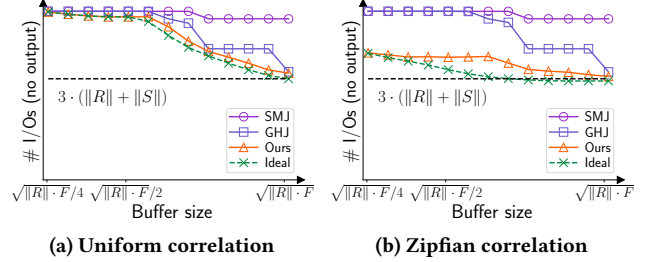 # I/Os (no output)
3 · (∥R∥ + ∥S∥)
SMJ
GHJ
Ours
Ideal
√∥R∥ · F/4
√∥R∥ · F/2
√∥R∥ · F
Buffer size
(a) Uniform correlation
# I/Os (no output)
3 · (∥R∥ + ∥S∥)
SMJ
GHJ
Ours
Ideal
√∥R∥ · F/4
√∥R∥ · F/2
√∥R∥ · F
Buffer size
(b) Zipfian correlation